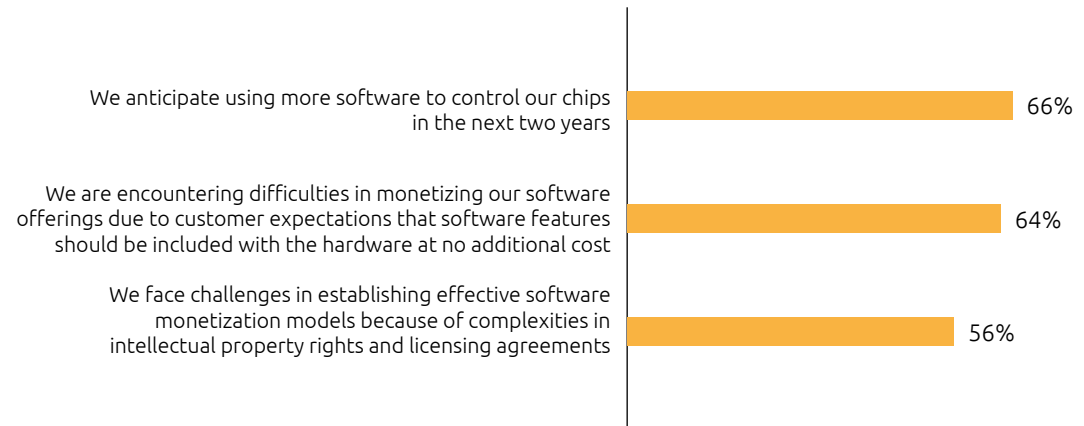 We anticipate using more software to control our chips
in the next two years
66%
We are encountering difficulties in monetizing our software
offerings due to customer expectations that software features
should be included with the hardware at no additional cost
64%
We face challenges in establishing effective software
monetization models because of complexities in
intellectual property rights and licensing agreements
56%